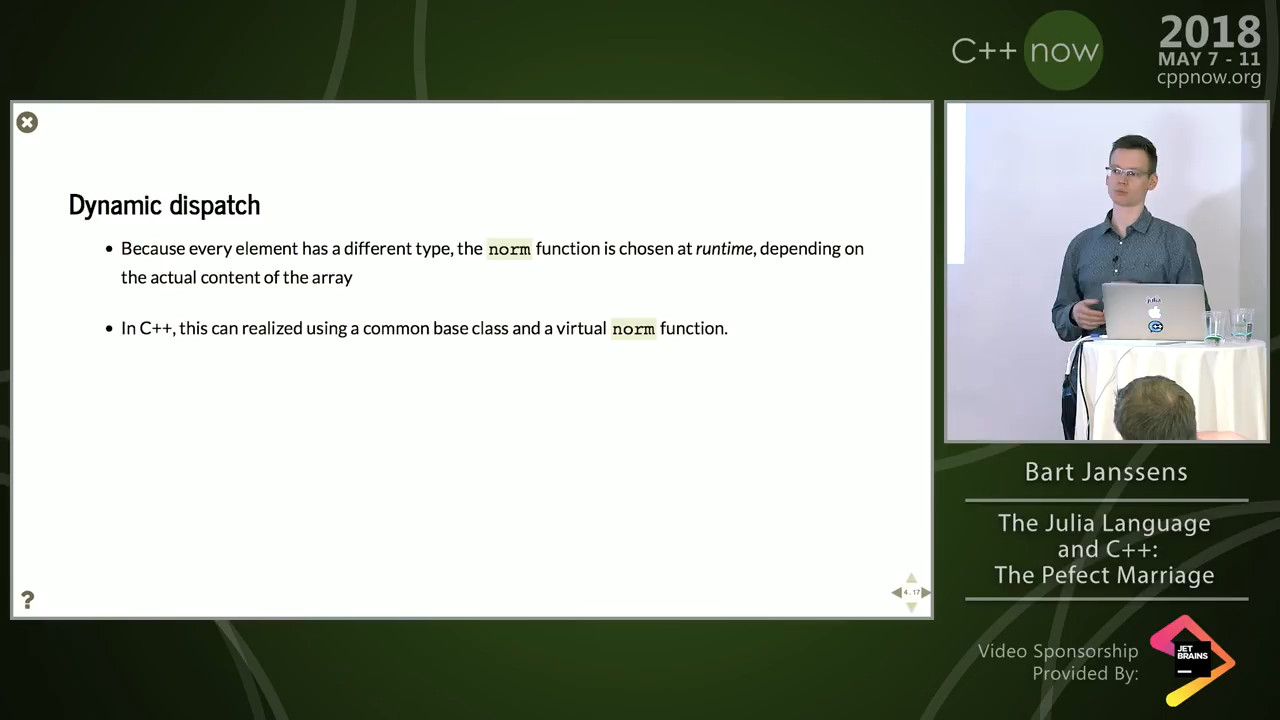 C++ now
2018
MAY 7 - 11
cppnow.org
Dynamic dispatch
• Because every element has a different type, the norm function is chosen at runtime, depending on
the actual content of the array
• In C++, this can realized using a common base class and a virtual norm function.
?
4.17
julia
Bart Janssens
The Julia Language
and C++:
The Pefect Marriage
Video Sponsorship
Provided By:
JET
BRAINS